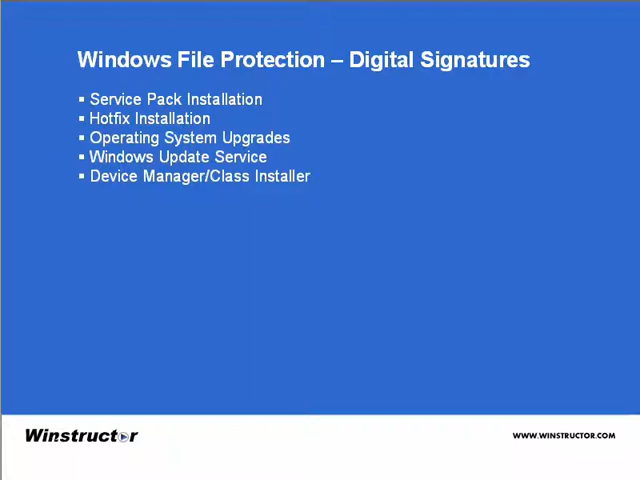 Windows File Protection – Digital Signatures
▪ Service Pack Installation
▪ Hotfix Installation
▪ Operating System Upgrades
▪ Windows Update Service
▪ Device Manager/Class Installer
Winstructor
WWW.WINSTRUCTOR.COM